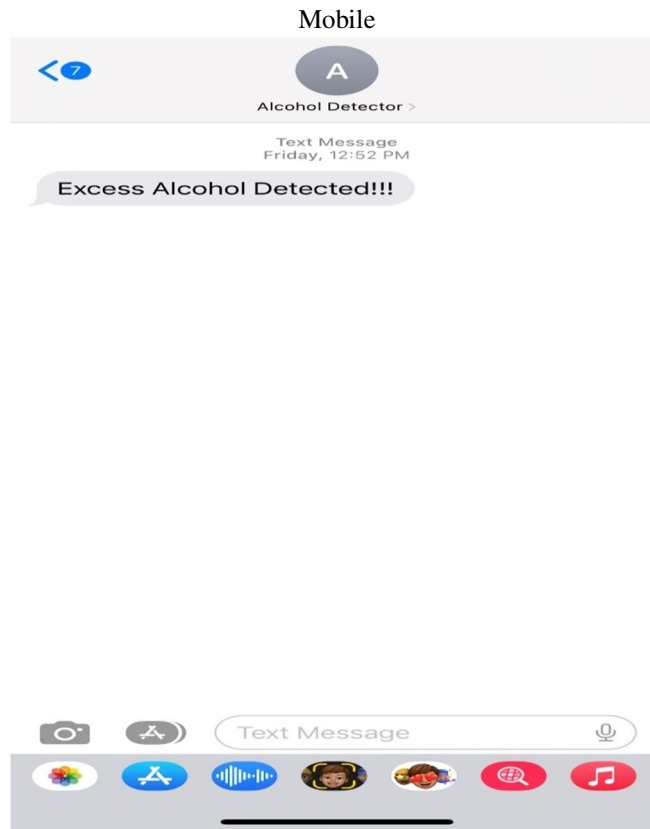 Mobile
7
A
Alcohol Detector >
Text Message
Friday, 12:52 PM
Excess Alcohol Detected!!!
Text Message